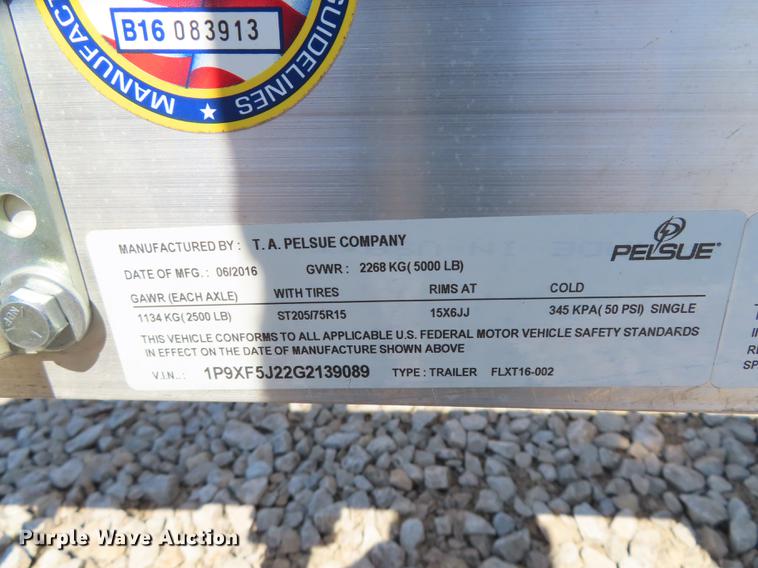 MANUFACT
GUIDELINES
B16 083913
MANUFACTURED BY : T. A. PELSUE COMPANY
PELSUE®
DATE OF MFG. : 06/2016 GVWR : 2268 KG( 5000 LB)
GAWR (EACH AXLE) WITH TIRES RIMS AT COLD
1134 KG( 2500 LB) ST205/75R15 15X6JJ 345 KPA( 50 PSI) SINGLE
THIS VEHICLE CONFORMS TO ALL APPLICABLE U.S. FEDERAL MOTOR VEHICLE SAFETY STANDARDS
IN EFFECT ON THE DATE OF MANUFACTURE SHOWN ABOVE
V.I.N.. : 1P9XF5J22G2139089 TYPE : TRAILER FLXT16-002
Purple Wave Auction